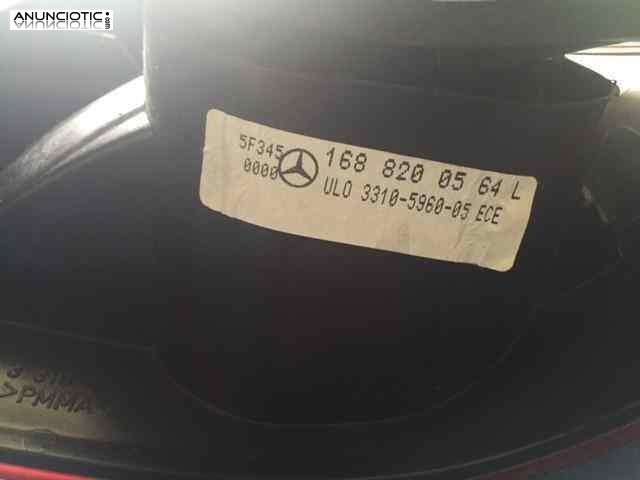 ANUNCIOTIC.com
5F345 168 820 05 64 L
0000 ULO 3310-5960-05 ECE
>PMMA